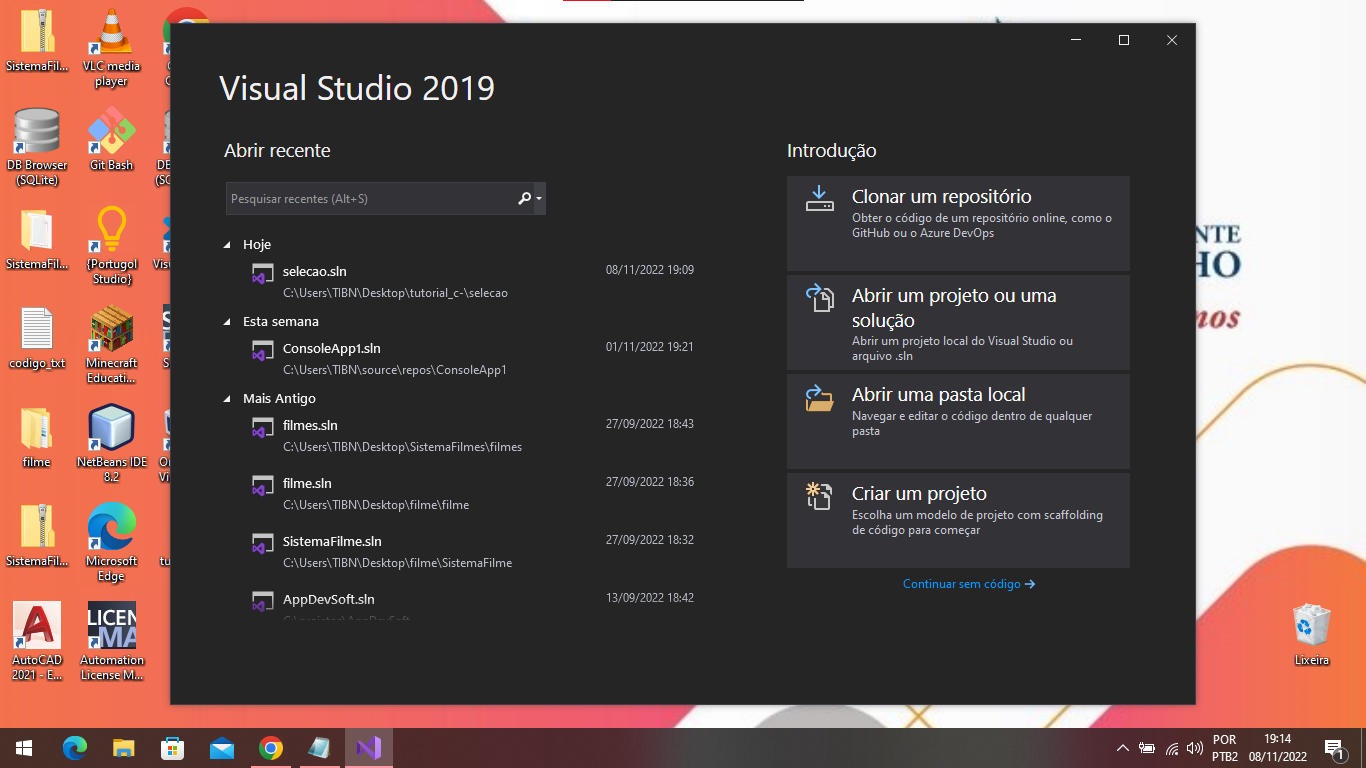 SistemaFil...
VLC media
player
DB Browser
(SQLite)
Git Bash
SistemaFil...
{Portugol
Studio}
codigo_txt
Minecraft
Educati...
filme
NetBeans IDE
8.2
SistemaFil...
Microsoft
Edge
AutoCAD
2021 - E...
Automation
License M...
Visual Studio 2019
Abrir recente
Pesquisar recentes (Alt+S)
Hoje
selecao.sln 08/11/2022 19:09
C:\Users\TIBN\Desktop\tutorial_c-\selecao
Esta semana
ConsoleApp1.sln 01/11/2022 19:21
C:\Users\TIBN\source\repos\ConsoleApp1
Mais Antigo
filmes.sln 27/09/2022 18:43
C:\Users\TIBN\Desktop\SistemaFilmes\filmes
filme.sln 27/09/2022 18:36
C:\Users\TIBN\Desktop\filme\filme
SistemaFilme.sln 27/09/2022 18:32
C:\Users\TIBN\Desktop\filme\SistemaFilme
AppDevSoft.sln 13/09/2022 18:42
Introdução
Clonar um repositório
Obter o código de um repositório online, como o
GitHub ou o Azure DevOps
Abrir um projeto ou uma
solução
Abrir um projeto local do Visual Studio ou
arquivo .sln
Abrir uma pasta local
Navegar e editar o código dentro de qualquer
pasta
Criar um projeto
Escolha um modelo de projeto com scaffolding
de código para começar
Continuar sem código →
NTE
HO
nos
Lixeira
POR
PTB2
19:14
08/11/2022
1